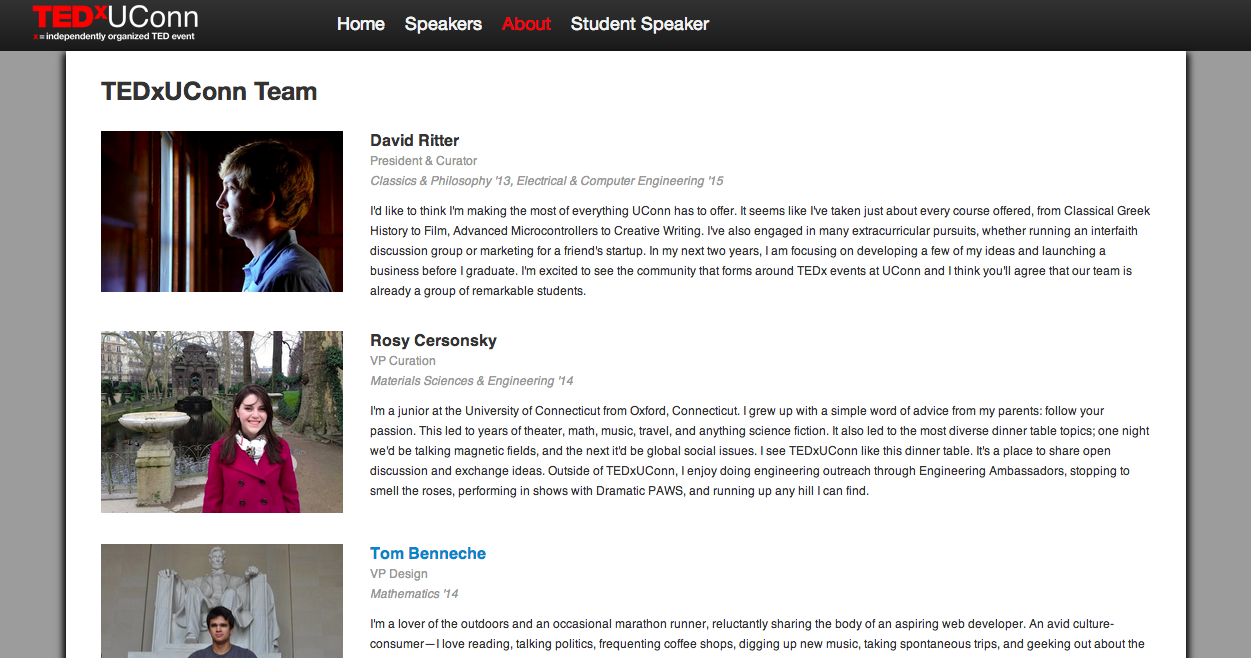 TEDxUConn
x = independently organized TED event
Home Speakers About Student Speaker
TEDxUConn Team
David Ritter
President & Curator
Classics & Philosophy '13, Electrical & Computer Engineering '15
I'd like to think I'm making the most of everything UConn has to offer. It seems like I've taken just about every course offered, from Classical Greek
History to Film, Advanced Microcontrollers to Creative Writing. I've also engaged in many extracurricular pursuits, whether running an interfaith
discussion group or marketing for a friend's startup. In my next two years, I am focusing on developing a few of my ideas and launching a
business before I graduate. I'm excited to see the community that forms around TEDx events at UConn and I think you'll agree that our team is
already a group of remarkable students.
Rosy Cersonsky
VP Curation
Materials Sciences & Engineering '14
I'm a junior at the University of Connecticut from Oxford, Connecticut. I grew up with a simple word of advice from my parents: follow your
passion. This led to years of theater, math, music, travel, and anything science fiction. It also led to the most diverse dinner table topics; one night
we'd be talking magnetic fields, and the next it'd be global social issues. I see TEDxUConn like this dinner table. It's a place to share open
discussion and exchange ideas. Outside of TEDxUConn, I enjoy doing engineering outreach through Engineering Ambassadors, stopping to
smell the roses, performing in shows with Dramatic PAWS, and running up any hill I can find.
Tom Benneche
VP Design
Mathematics '14
I'm a lover of the outdoors and an occasional marathon runner, reluctantly sharing the body of an aspiring web developer. An avid culture-
consumer—I love reading, talking politics, frequenting coffee shops, digging up new music, taking spontaneous trips, and geeking out about the